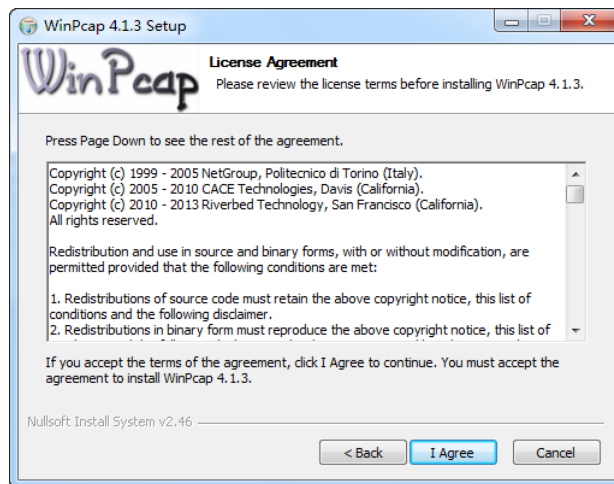 WinPcap 4.1.3 Setup
WinPcap
License Agreement
Please review the license terms before installing WinPcap 4.1.3.
Press Page Down to see the rest of the agreement.
Copyright (c) 1999 - 2005 NetGroup, Politecnico di Torino (Italy).
Copyright (c) 2005 - 2010 CACE Technologies, Davis (California).
Copyright (c) 2010 - 2013 Riverbed Technology, San Francisco (California).
All rights reserved.
Redistribution and use in source and binary forms, with or without modification, are
permitted provided that the following conditions are met:
1. Redistributions of source code must retain the above copyright notice, this list of
conditions and the following disclaimer.
2. Redistributions in binary form must reproduce the above copyright notice, this list of
If you accept the terms of the agreement, click I Agree to continue. You must accept the
agreement to install WinPcap 4.1.3.
Nullsoft Install System v2.46
< Back
I Agree
Cancel